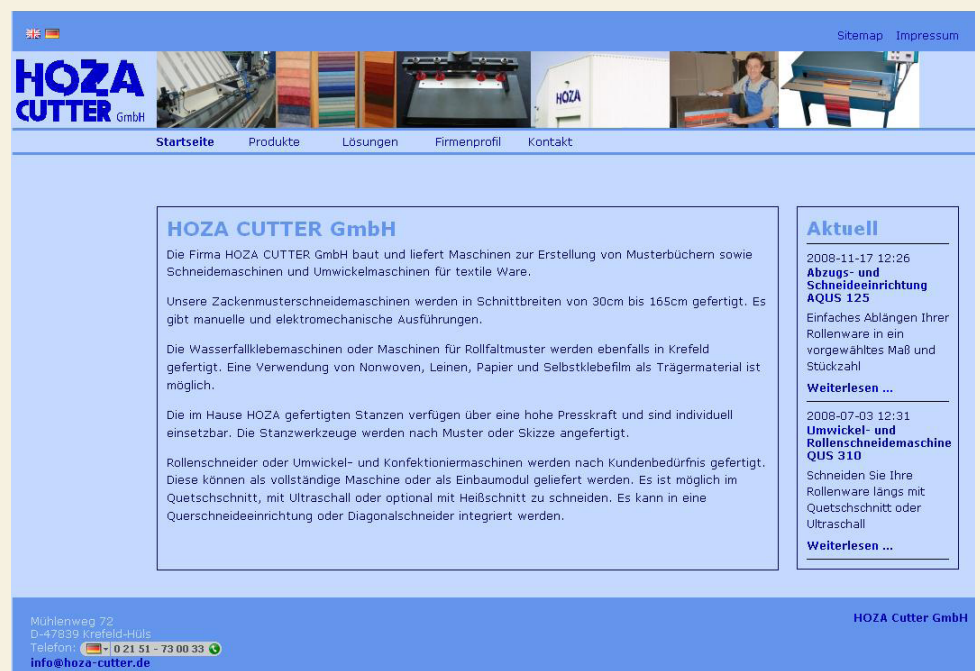 Sitemap Impressum
HOZA
CUTTER GmbH
HOZA
Startseite Produkte Lösungen Firmenprofil Kontakt
HOZA CUTTER GmbH
Die Firma HOZA CUTTER GmbH baut und liefert Maschinen zur Erstellung von Musterbüchern sowie
Schneidemaschinen und Umwickelmaschinen für textile Ware.
Unsere Zackenmusterschneidemaschinen werden in Schnittbreiten von 30cm bis 165cm gefertigt. Es
gibt manuelle und elektromechanische Ausführungen.
Die Wasserfallklebemaschinen oder Maschinen für Rollfaltmuster werden ebenfalls in Krefeld
gefertigt. Eine Verwendung von Nonwoven, Leinen, Papier und Selbstklebefilm als Trägermaterial ist
möglich.
Die im Hause HOZA gefertigten Stanzen verfügen über eine hohe Presskraft und sind individuell
einsetzbar. Die Stanzwerkzeuge werden nach Muster oder Skizze angefertigt.
Rollenschneider oder Umwickel- und Konfektioniermaschinen werden nach Kundenbedürfnis gefertigt.
Diese können als vollständige Maschine oder als Einbaumodul geliefert werden. Es ist möglich im
Quetschschnitt, mit Ultraschall oder optional mit Heißschnitt zu schneiden. Es kann in eine
Querschneideeinrichtung oder Diagonalschneider integriert werden.
Aktuell
2008-11-17 12:26
Abzugs- und
Schneideeinrichtung
AQUS 125
Einfaches Ablängen Ihrer
Rollenware in ein
vorgewähltes Maß und
Stückzahl
Weiterlesen ...
2008-07-03 12:31
Umwickel- und
Rollenschneidemaschine
QUS 310
Schneiden Sie Ihre
Rollenware längs mit
Quetschschnitt oder
Ultraschall
Weiterlesen ...
Mühlenweg 72
D-47839 Krefeld-Hüls
Telefon: 0 21 51 - 73 00 33
info@hoza-cutter.de
HOZA Cutter GmbH